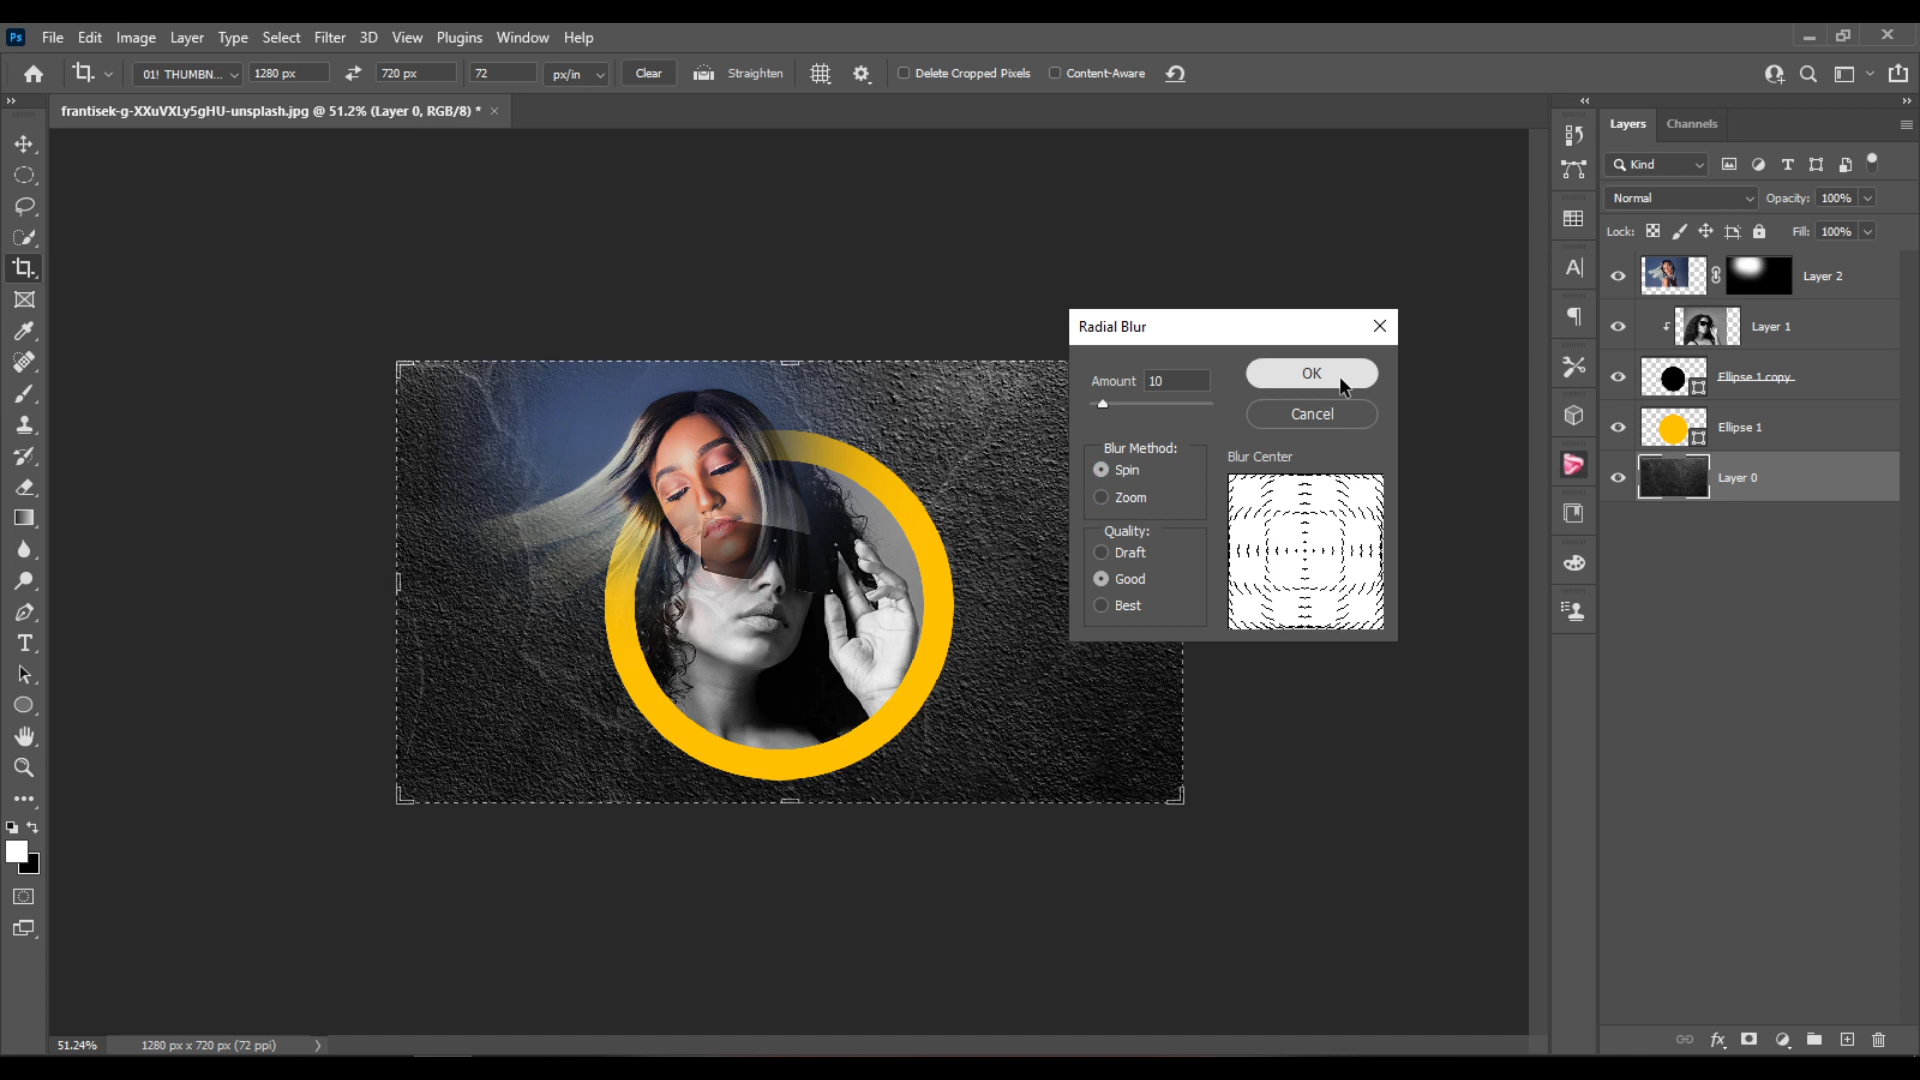 Ps File Edit Image Layer Type Select Filter 3D View Plugins Window Help
01! THUMBN... 1280 px 720 px 72 px/in Clear Straighten Delete Cropped Pixels Content-Aware
frantisek-g-XXuVXLy5gHU-unsplash.jpg @ 51.2% (Layer 0, RGB/8) *
Layers Channels
Kind
Normal Opacity: 100%
Lock: Fill: 100%
Layer 2
Layer 1
Ellipse 1 copy
Ellipse 1
Layer 0
Radial Blur
Amount 10
OK
Cancel
Blur Method:
Spin
Zoom
Quality:
Draft
Good
Best
Blur Center
51.24% 1280 px x 720 px (72 ppi)